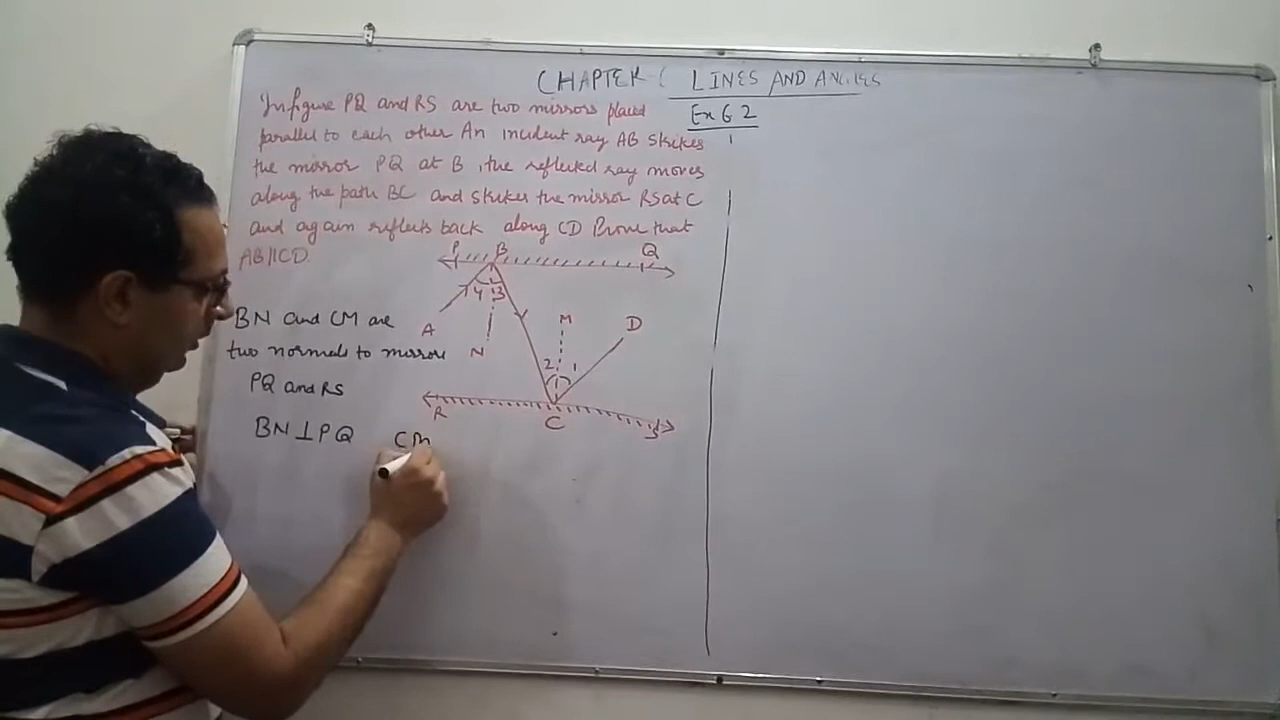 CHAPTER 6 LINES AND ANGLES
Ex 6.2
1
In figure PQ and RS are two mirrors placed
parallel to each other An incident ray AB strikes
the mirror PQ at B, the reflected ray moves
along the path BC and strikes the mirror RS at C
and again reflects back along CD Prove that
AB||CD
P B Q
4 3
A
N
M
D
2 1
R
C
S
BN and CM are
two normals to mirrors
PQ and RS
BN ⊥ PQ CM